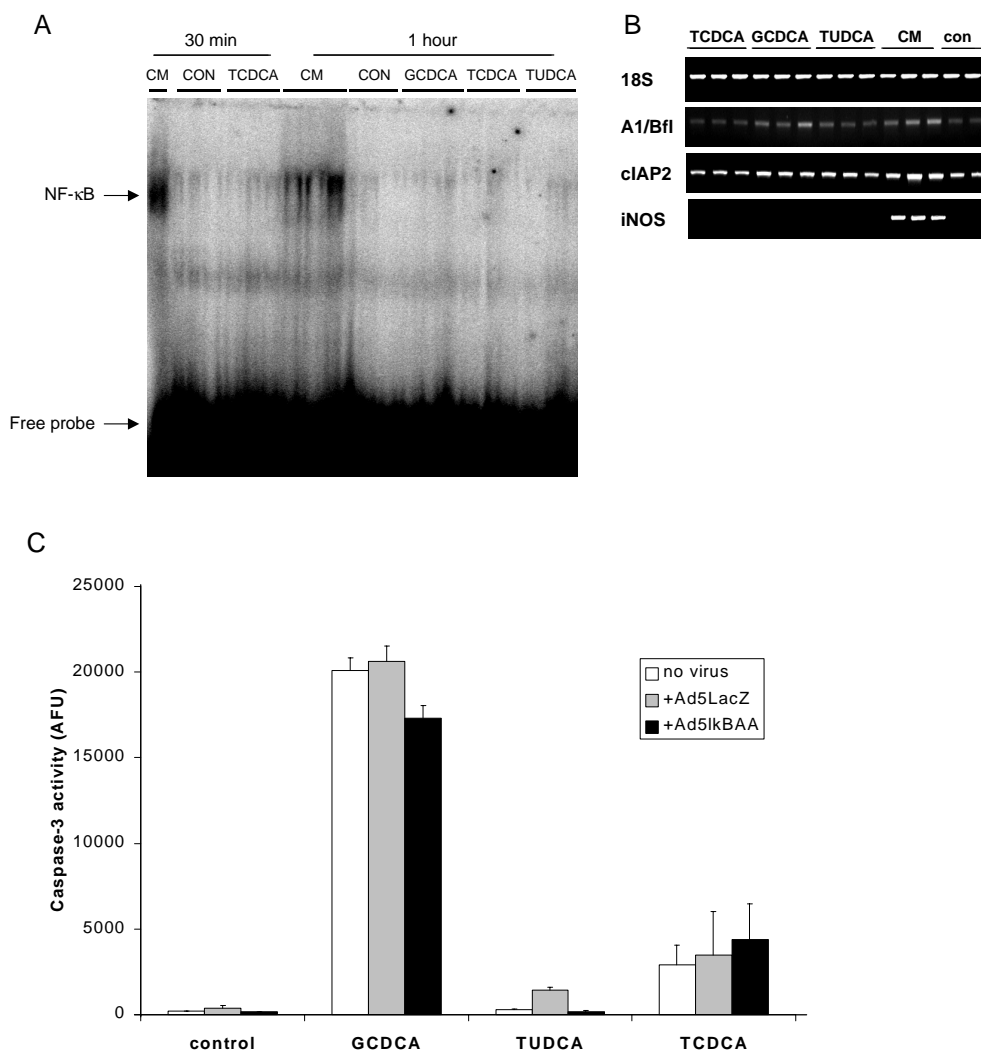 A
30 min
1 hour
CM CON TCDCA CM CON GCDCA TCDCA TUDCA
NF-κB
Free probe
B
TCDCA GCDCA TUDCA CM con
18S
A1/Bfl
cIAP2
iNOS
C
Caspase-3 activity (AFU)
25000
20000
15000
10000
5000
0
no virus
+Ad5LacZ
+Ad5IkBAA
control GCDCA TUDCA TCDCA